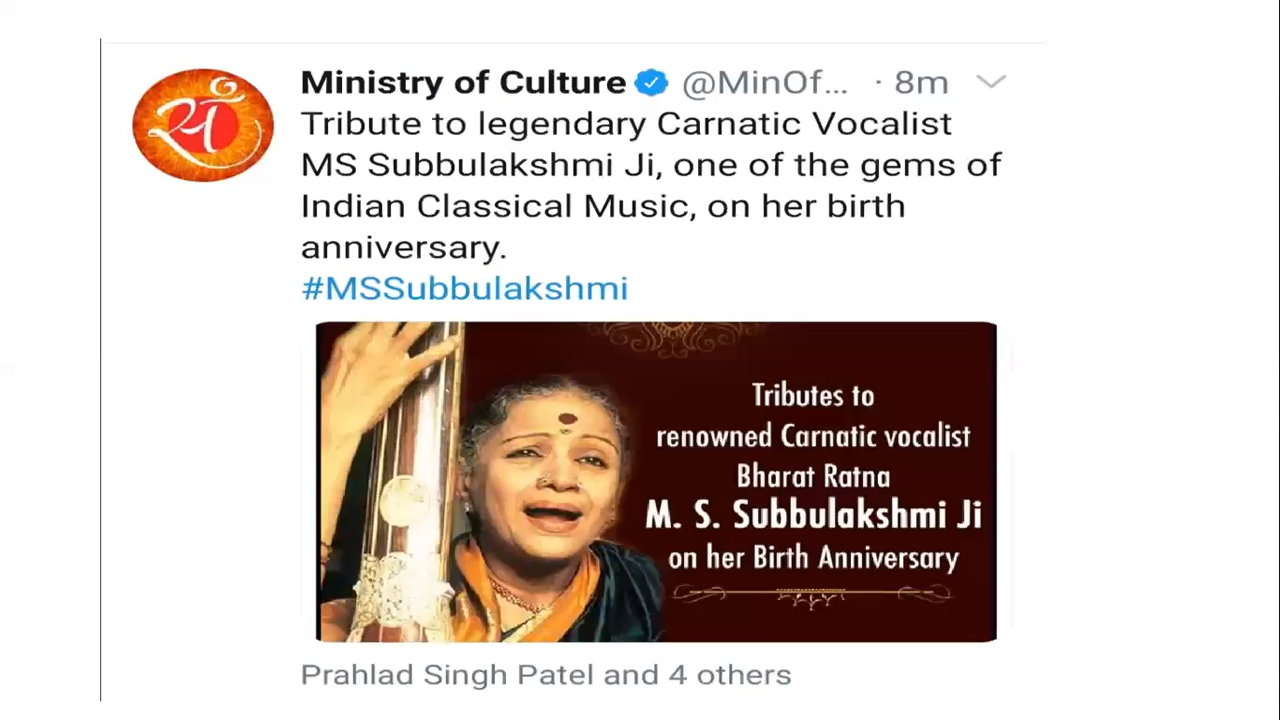 सं
Ministry of Culture @MinOf... · 8m
Tribute to legendary Carnatic Vocalist
MS Subbulakshmi Ji, one of the gems of
Indian Classical Music, on her birth
anniversary.
#MSSubbulakshmi
Tributes to
renowned Carnatic vocalist
Bharat Ratna
M. S. Subbulakshmi Ji
on her Birth Anniversary
Prahlad Singh Patel and 4 others